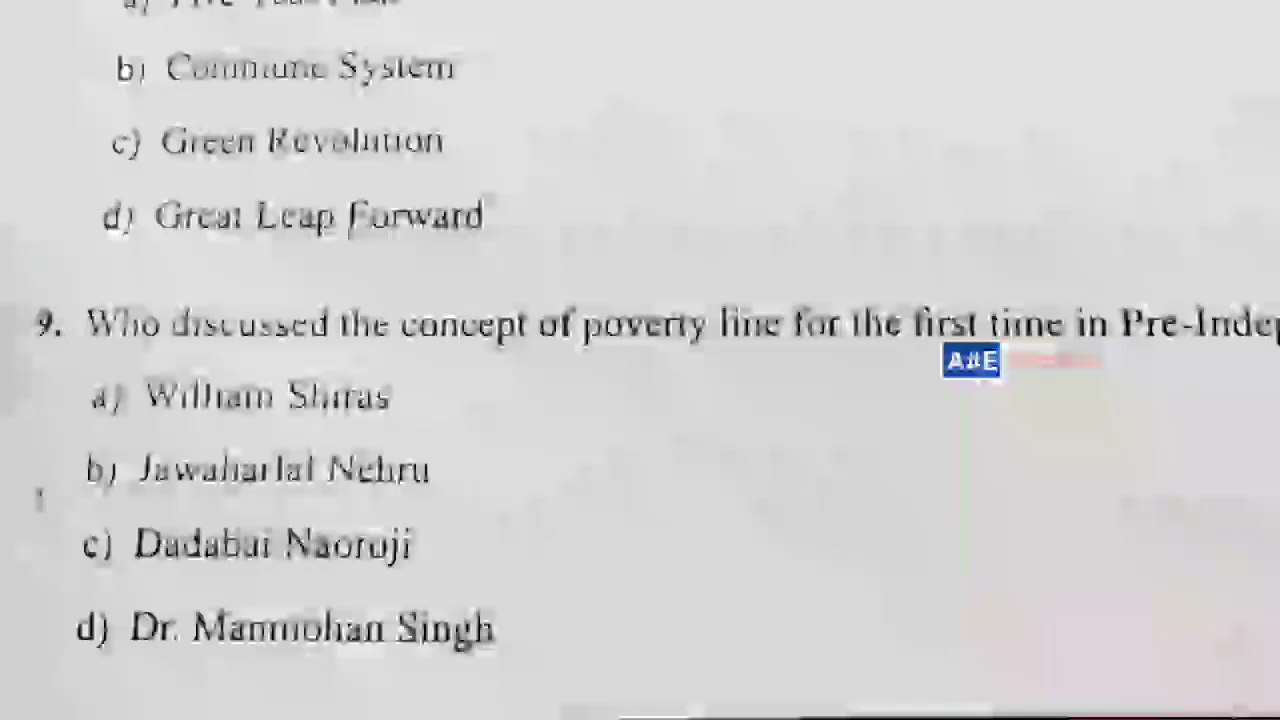 b) Commune System
c) Green Revolution
d) Great Leap Forward
9. Who discussed the concept of poverty line for the first time in Pre-Indep
A#E
a) William Shiras
b) Jawaharlal Nehru
c) Dadabai Naoroji
d) Dr. Manmohan Singh